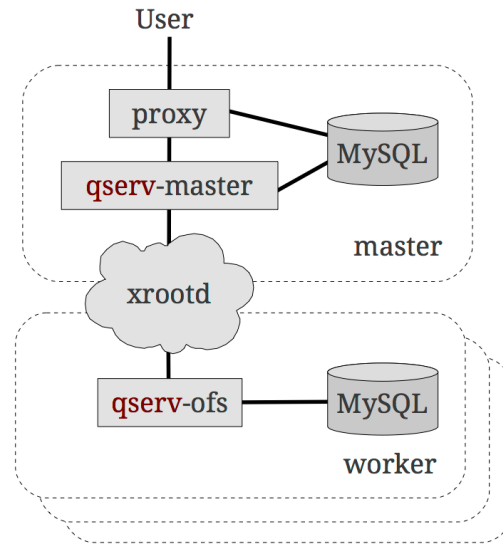 User
proxy
MySQL
qserv-master
master
xrootd
qserv-ofs
MySQL
worker